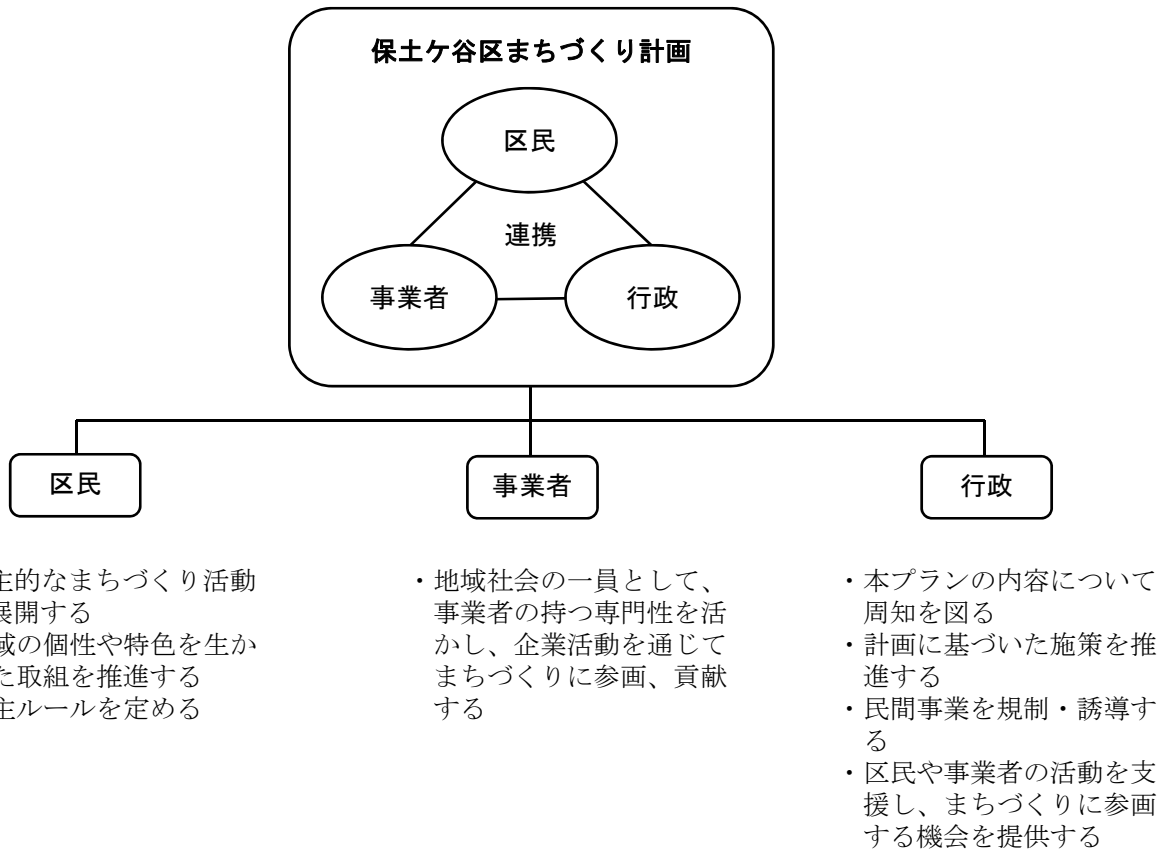 保土ケ谷区まちづくり計画
区民
連携
事業者
行政
区民
事業者
行政
主的なまちづくり活動
展開する
域の個性や特色を生か
た取組を推進する
主ルールを定める
・地域社会の一員として、
事業者の持つ専門性を活
かし、企業活動を通じて
まちづくりに参画、貢献
する
・本プランの内容について
周知を図る
・計画に基づいた施策を推
進する
・民間事業を規制・誘導す
る
・区民や事業者の活動を支
援し、まちづくりに参画
する機会を提供する